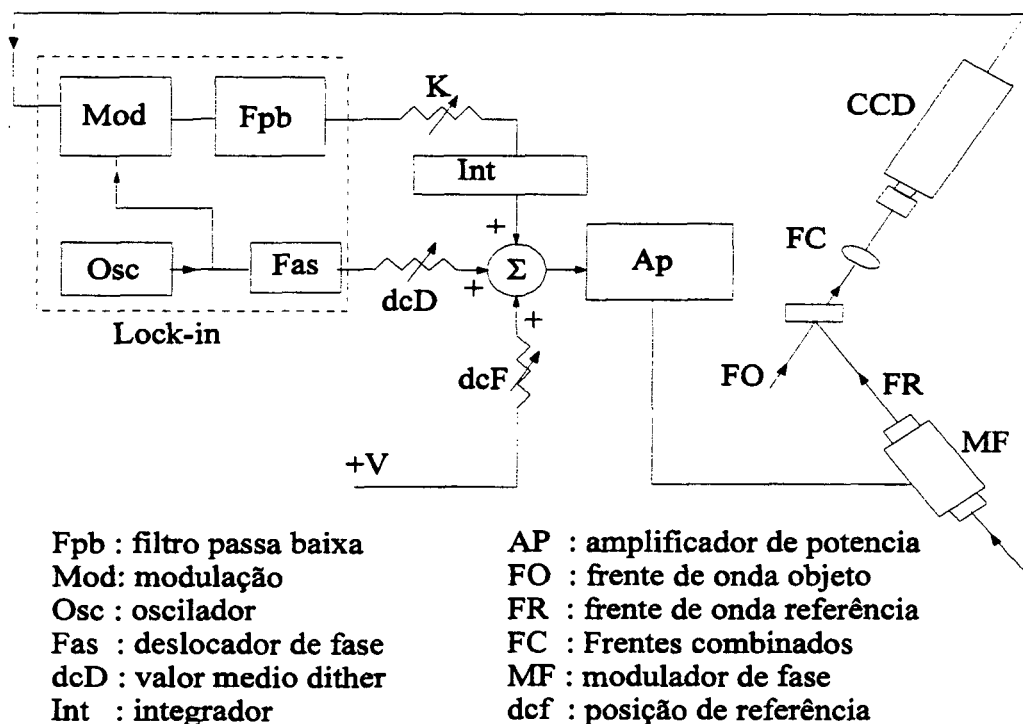 K
CCD
Mod
Fpb
Int
+
FC
Osc
Fas
+
Σ
Ap
dcD
+
Lock-in
dcF
FO
FR
MF
+V
Fpb : filtro passa baixa
Mod: modulação
Osc : oscilador
Fas : deslocador de fase
dcD : valor medio dither
Int : integrador
AP : amplificador de potencia
FO : frente de onda objeto
FR : frente de onda referência
FC : Frentes combinados
MF : modulador de fase
dcf : posição de referência